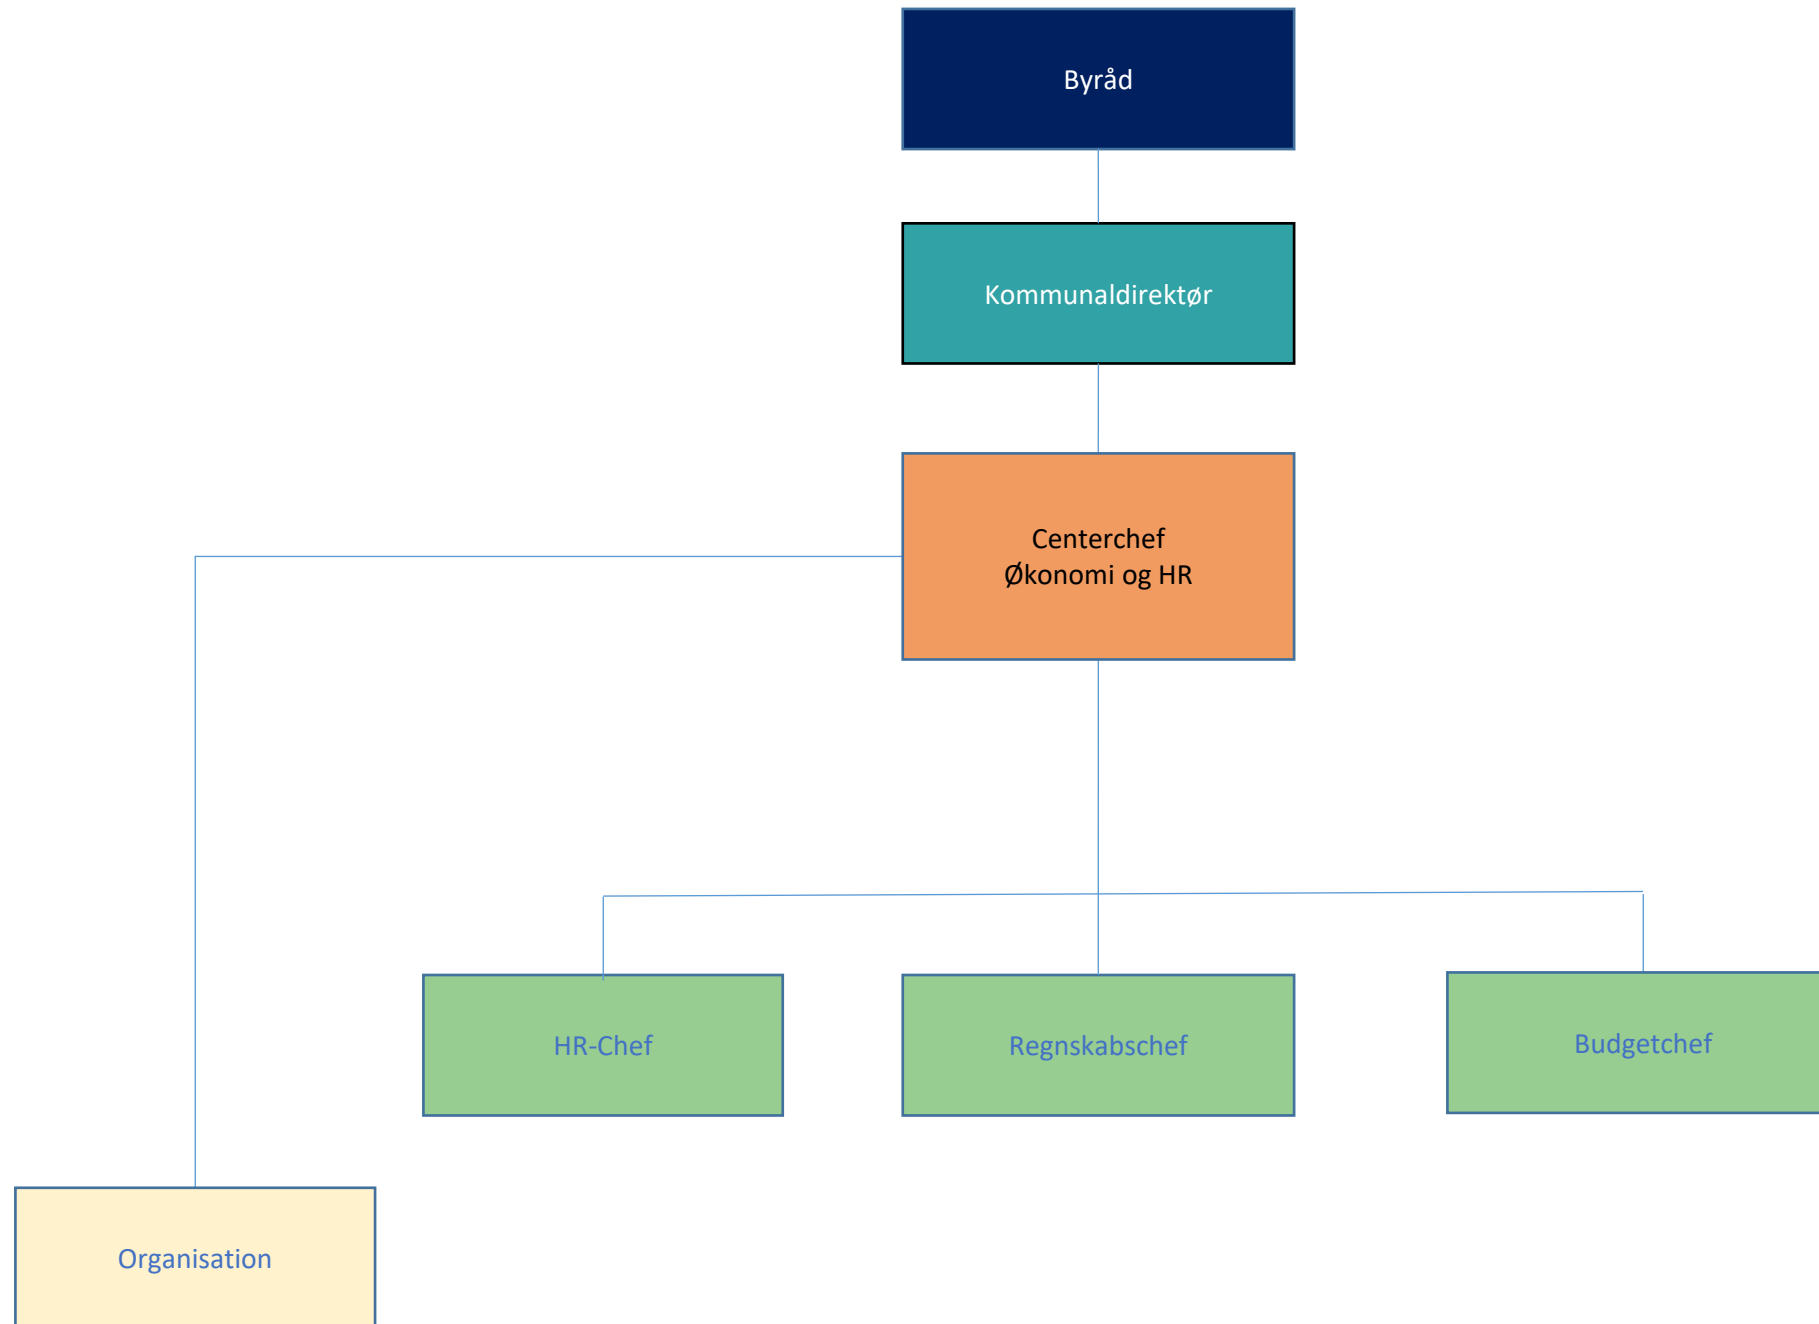 Byråd
Kommunaldirektør
Centerchef
Økonomi og HR
HR-Chef
Regnskabschef
Budgetchef
Organisation